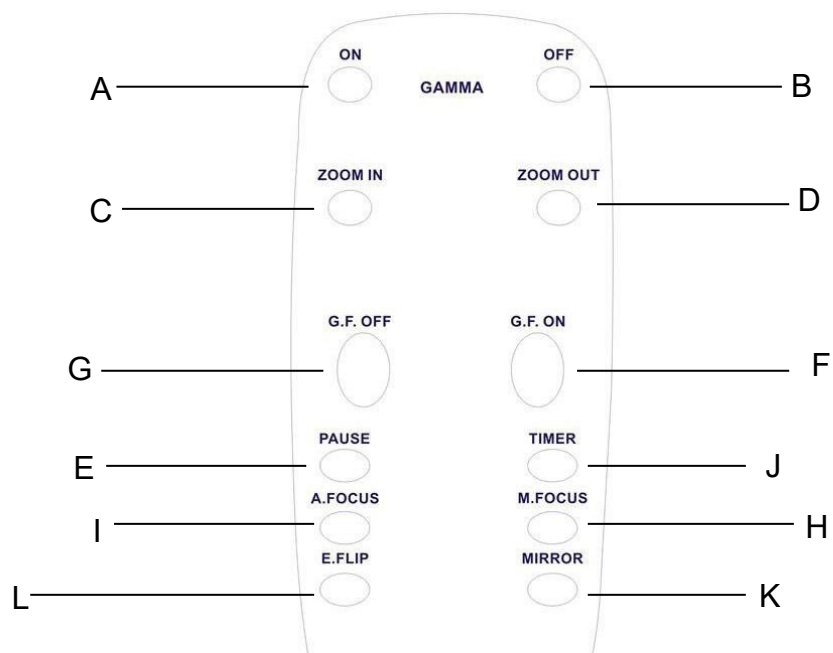 ON OFF
A GAMMA B
ZOOM IN ZOOM OUT
C D
G.F. OFF G.F. ON
G F
PAUSE TIMER
E J
A.FOCUS M.FOCUS
I H
E.FLIP MIRROR
L K